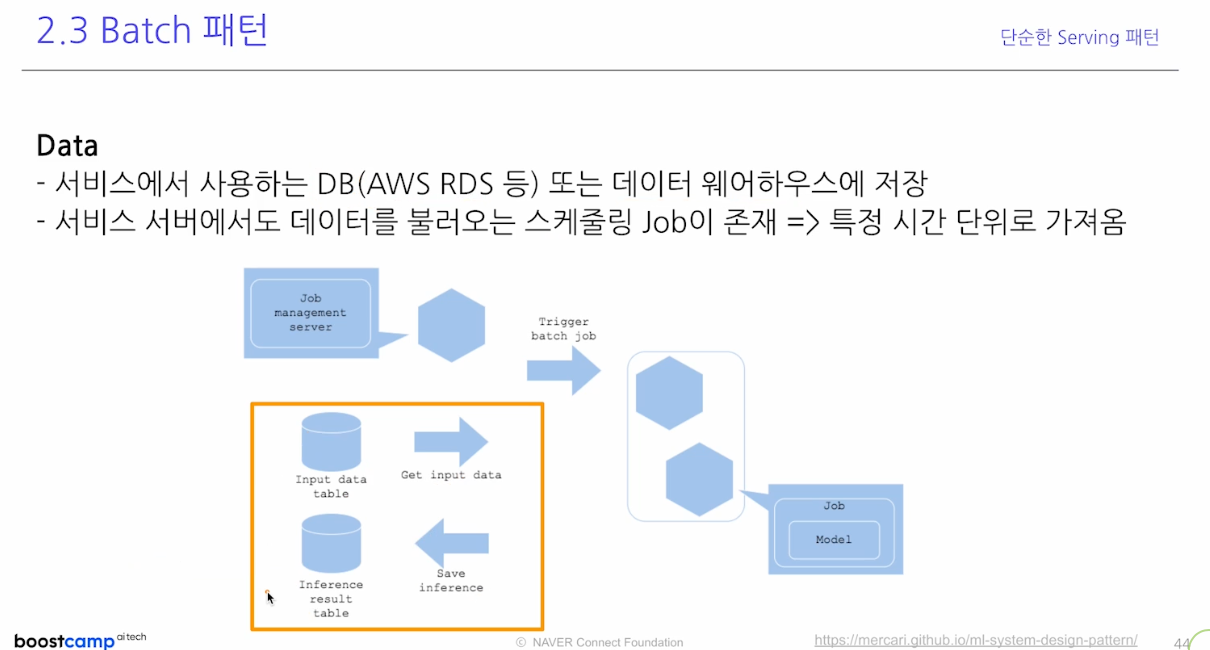 2.3 Batch 패턴
단순한 Serving 패턴
Data
- 서비스에서 사용하는 DB(AWS RDS 등) 또는 데이터 웨어하우스에 저장
- 서비스 서버에서도 데이터를 불러오는 스케줄링 Job이 존재 => 특정 시간 단위로 가져옴
Job
management
server
Trigger
batch job
Input data
table
Get input data
Inference
result
table
Save
inference
Job
Model
boostcamp ai tech
© NAVER Connect Foundation
https://mercari.github.io/ml-system-design-pattern/
44